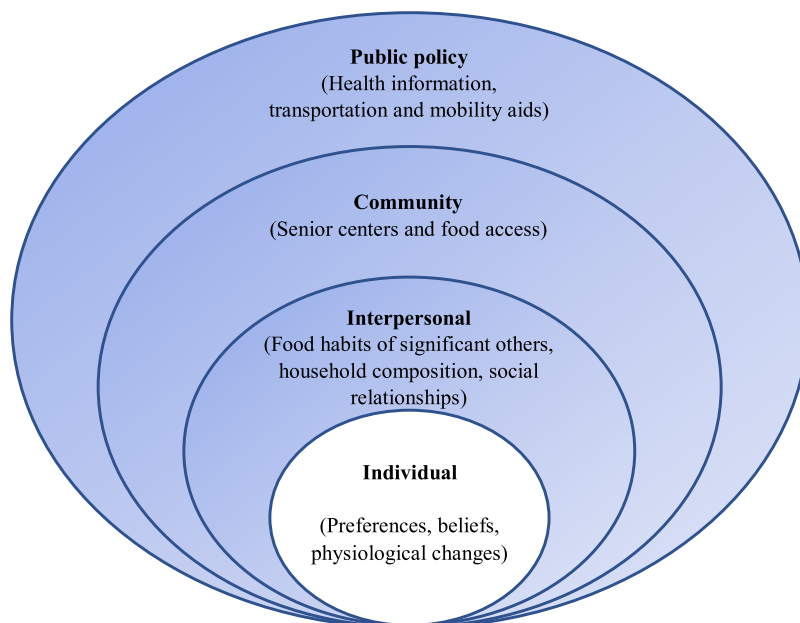 Public policy
(Health information,
transportation and mobility aids)
Community
(Senior centers and food access)
Interpersonal
(Food habits of significant others,
household composition, social
relationships)
Individual
(Preferences, beliefs,
physiological changes)